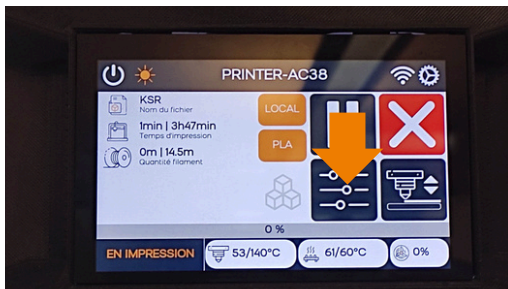 PRINTER-AC38
KSR
Nom du fichier
LOCAL
1min | 3h47min
Temps d'impression
PLA
0m | 14.5m
Quantité filament
0 %
EN IMPRESSION
53/140°C
61/60°C
0%